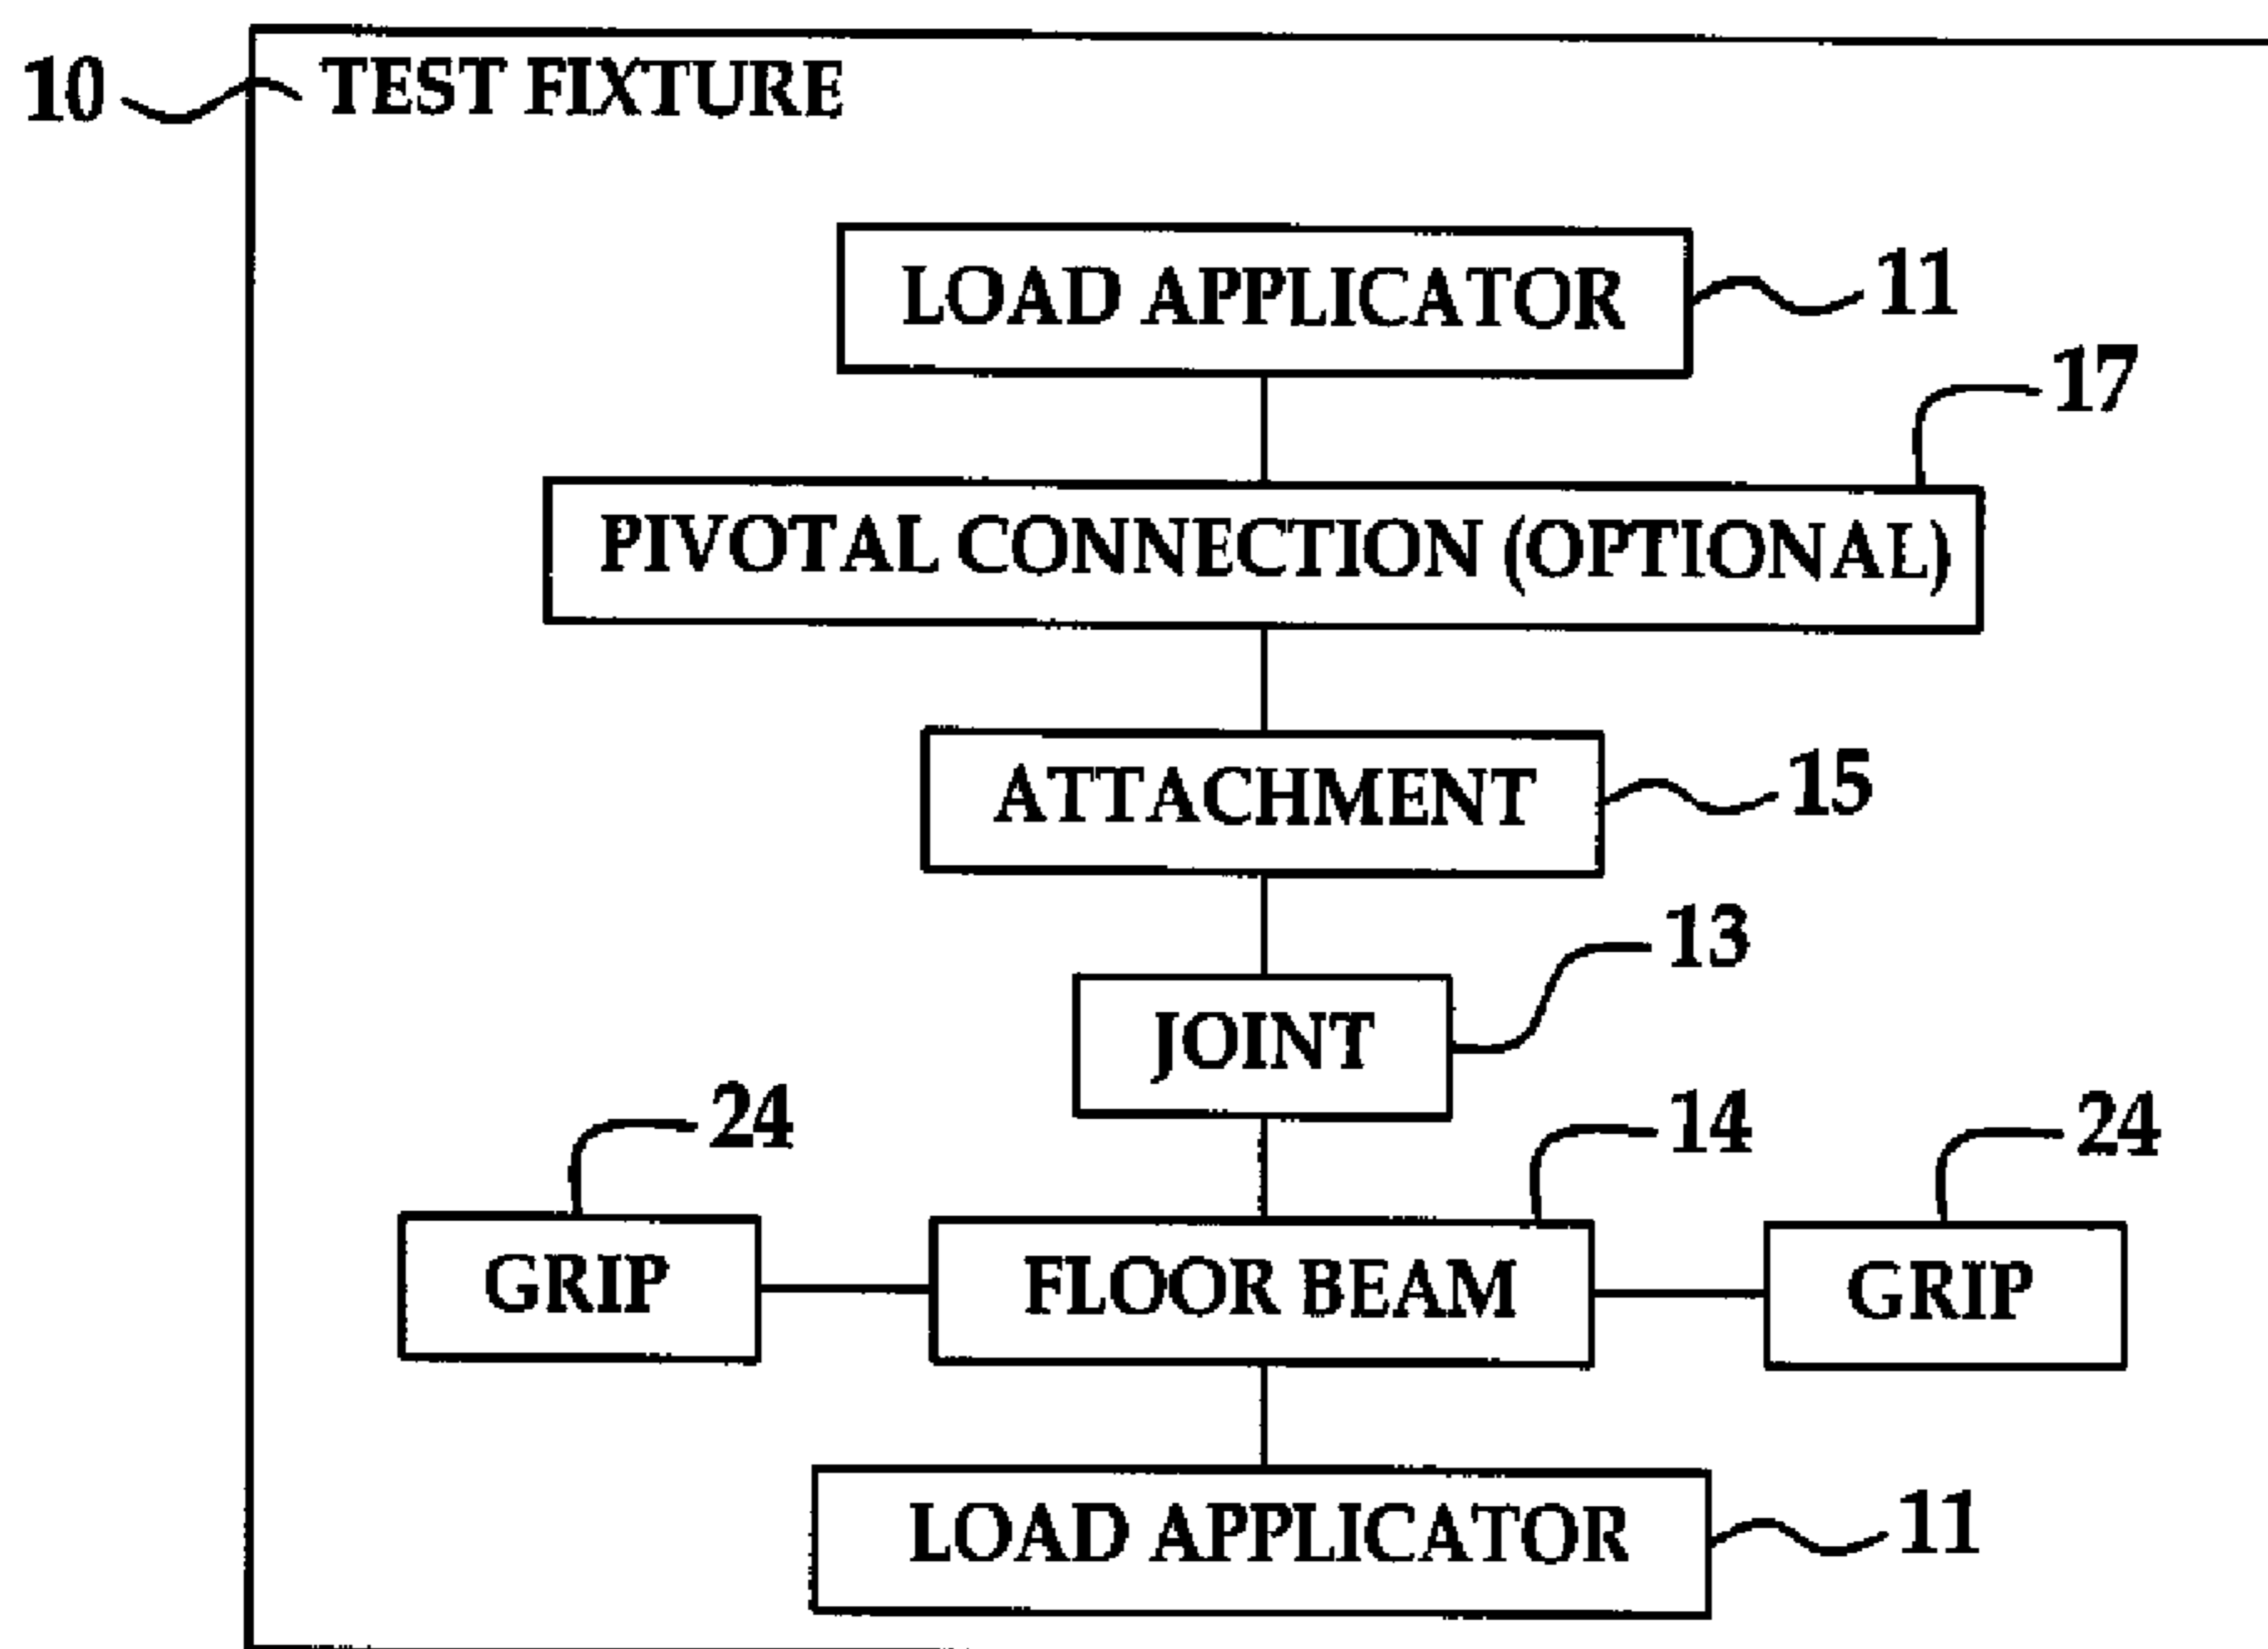 10 TEST FIXTURE
LOAD APPLICATOR 11
17
PIVOTAL CONNECTION (OPTIONAL)
ATTACHMENT 15
13
JOINT
24 14 24
GRIP FLOOR BEAM GRIP
LOAD APPLICATOR 11